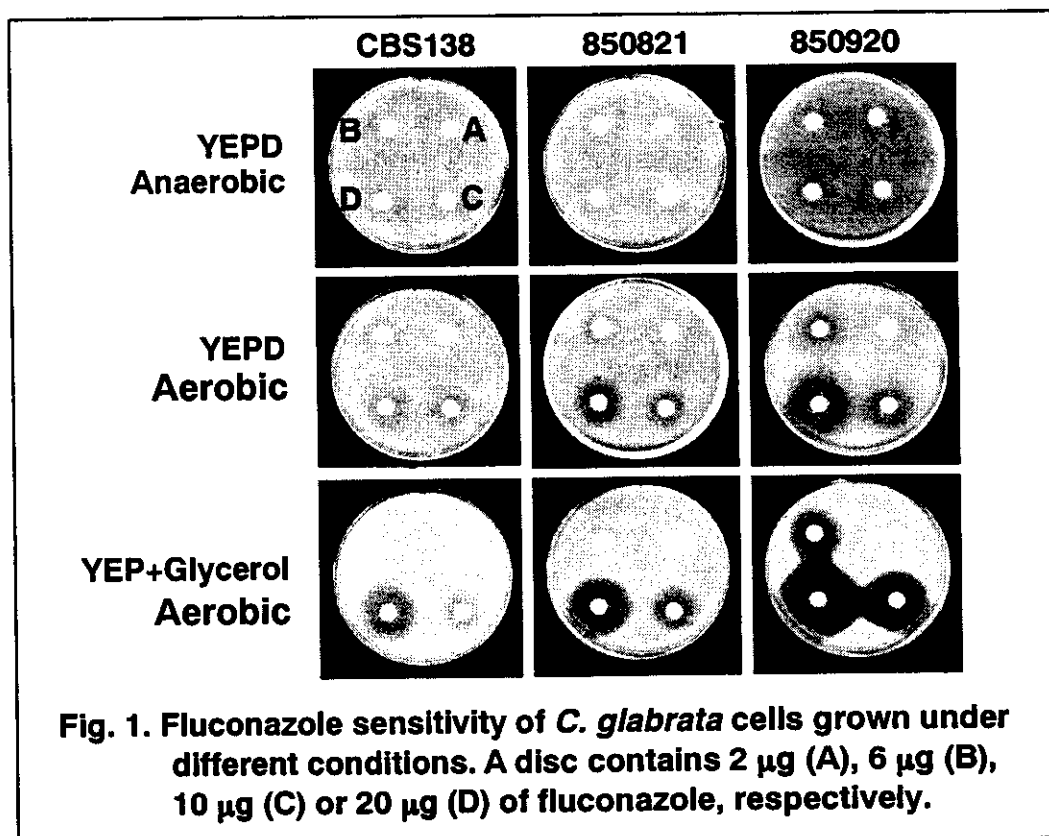 CBS138 850821 850920
YEPD
Anaerobic
B A
D C
YEPD
Aerobic
YEP+Glycerol
Aerobic
Fig. 1. Fluconazole sensitivity of C. glabrata cells grown under
different conditions. A disc contains 2 μg (A), 6 μg (B),
10 μg (C) or 20 μg (D) of fluconazole, respectively.